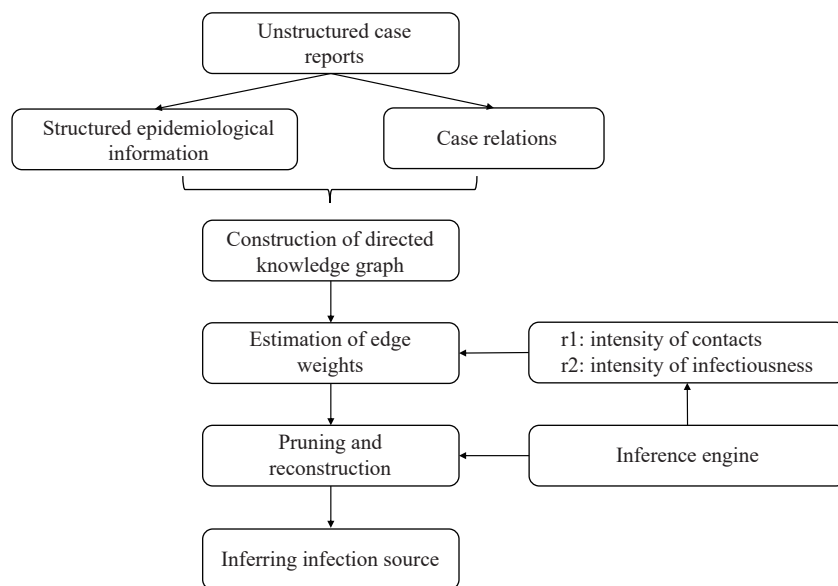 Unstructured case
reports
Structured epidemiological
information
Case relations
Construction of directed
knowledge graph
Estimation of edge
weights
r1: intensity of contacts
r2: intensity of infectiousness
Pruning and
reconstruction
Inference engine
Inferring infection source